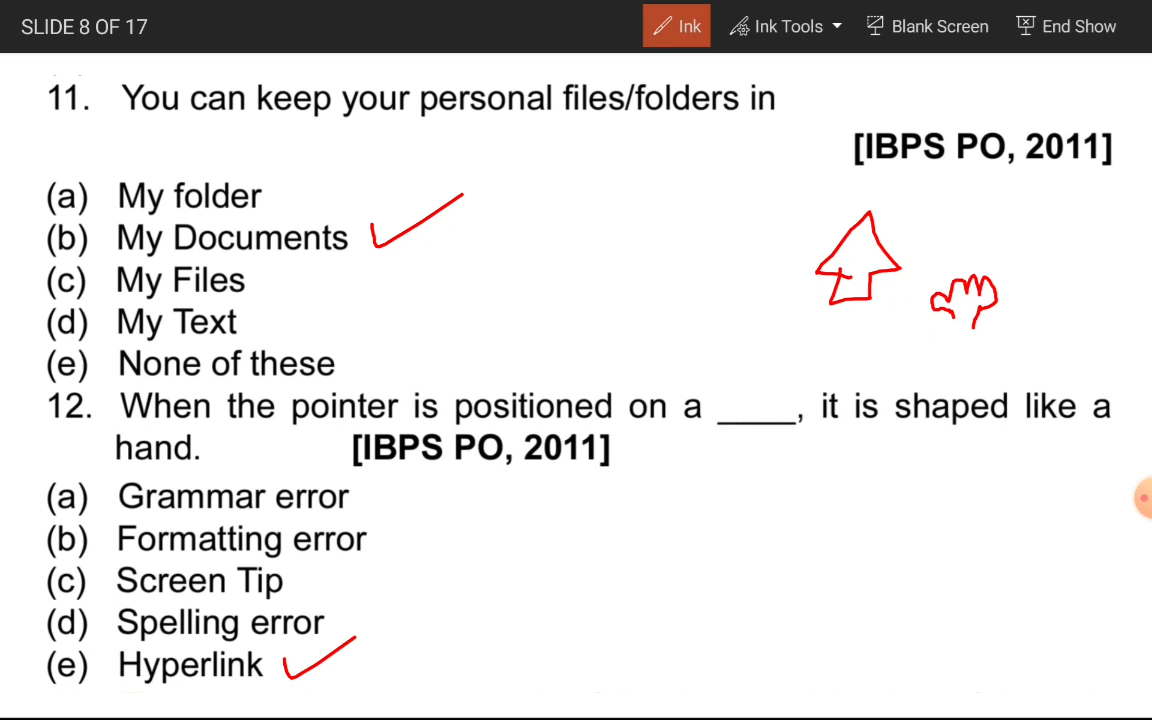 SLIDE 8 OF 17 Ink Ink Tools Blank Screen End Show
11. You can keep your personal files/folders in
[IBPS PO, 2011]
(a) My folder
(b) My Documents
(c) My Files
(d) My Text
(e) None of these
12. When the pointer is positioned on a ____, it is shaped like a
hand. [IBPS PO, 2011]
(a) Grammar error
(b) Formatting error
(c) Screen Tip
(d) Spelling error
(e) Hyperlink